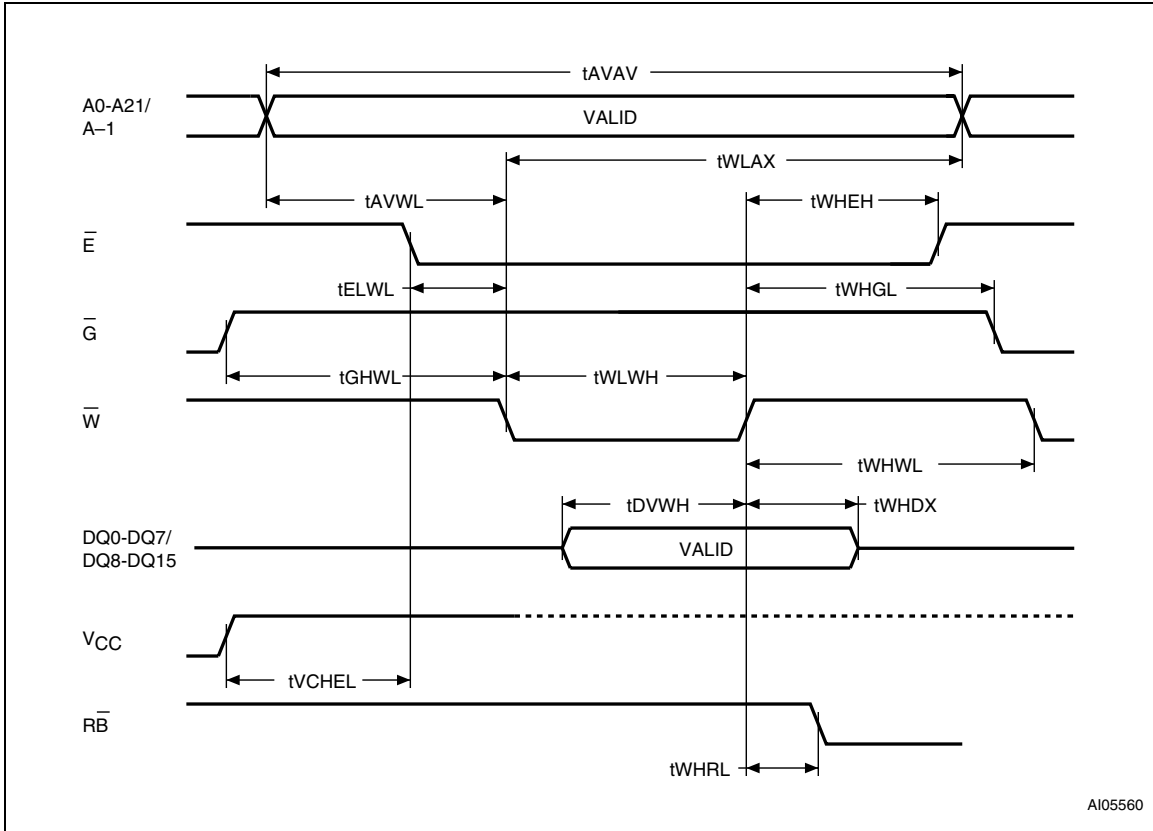 tAVAV
A0-A21/
A–1
VALID
tWLAX
tAVWL
tWHEH
E̅
tELWL
tWHGL
G̅
tGHWL
tWLWH
W̅
tWHWL
tDVWH
tWHDX
DQ0-DQ7/
DQ8-DQ15
VALID
VCC
tVCHEL
RB̅
tWHRL
AI05560